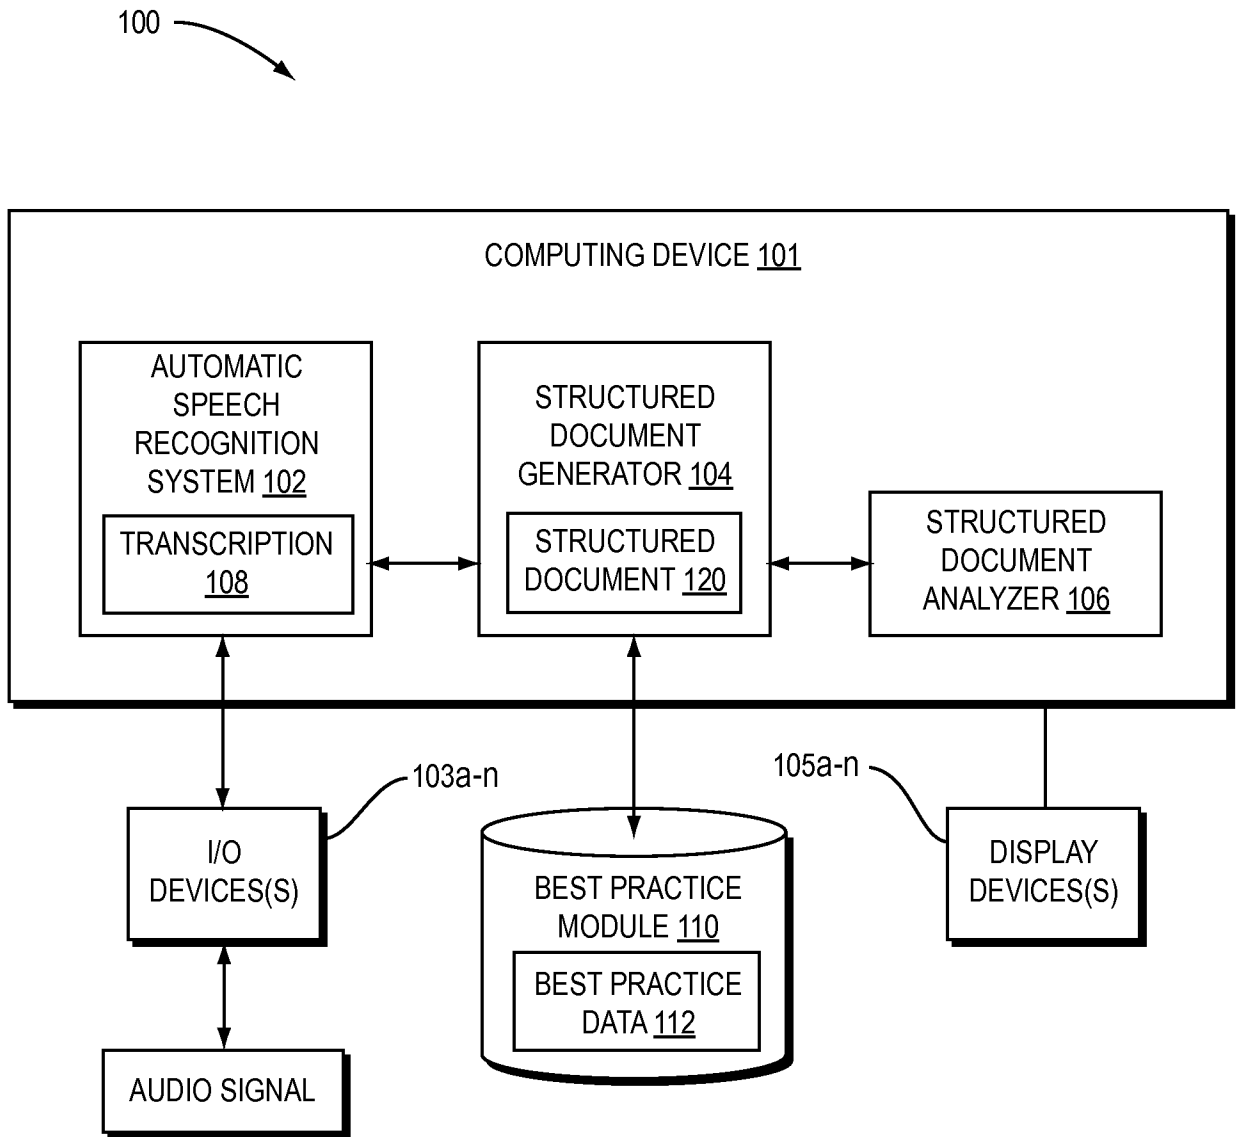 100
COMPUTING DEVICE 101
AUTOMATIC
SPEECH
RECOGNITION
SYSTEM 102
TRANSCRIPTION
108
STRUCTURED
DOCUMENT
GENERATOR 104
STRUCTURED
DOCUMENT 120
STRUCTURED
DOCUMENT
ANALYZER 106
103a-n
105a-n
I/O
DEVICES(S)
BEST PRACTICE
MODULE 110
BEST PRACTICE
DATA 112
DISPLAY
DEVICES(S)
AUDIO SIGNAL